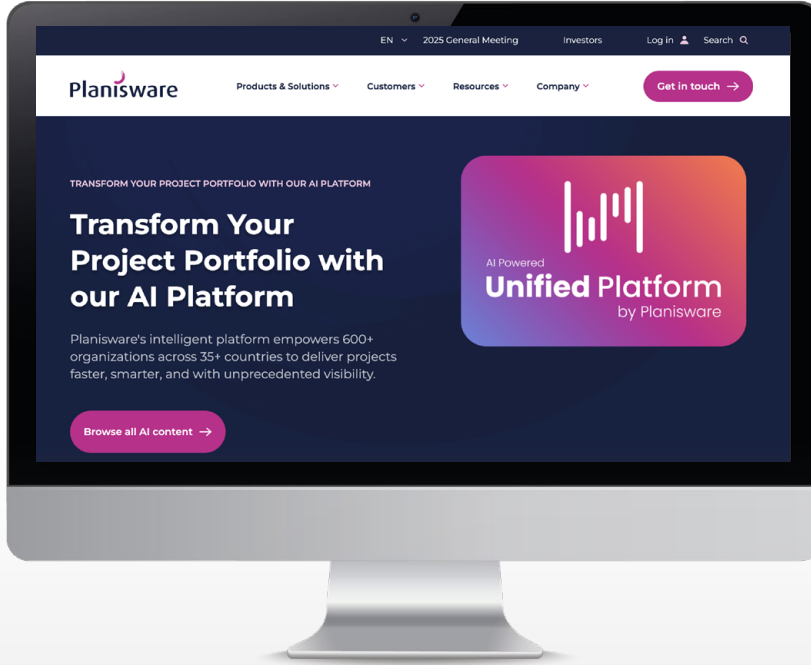 EN 2025 General Meeting Investors Log in Search
Planisware Products & Solutions Customers Resources Company Get in touch
TRANSFORM YOUR PROJECT PORTFOLIO WITH OUR AI PLATFORM
Transform Your
Project Portfolio with
our AI Platform
Planisware's intelligent platform empowers 600+
organizations across 35+ countries to deliver projects
faster, smarter, and with unprecedented visibility.
Browse all AI content
AI Powered
Unified Platform
by Planisware